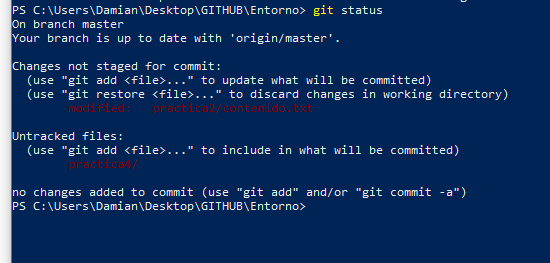 PS C:\Users\Damian\Desktop\GITHUB\Entorno> git status
On branch master
Your branch is up to date with 'origin/master'.

Changes not staged for commit:
  (use "git add <file>..." to update what will be committed)
  (use "git restore <file>..." to discard changes in working directory)
        modified:   practica2/contenido.txt

Untracked files:
  (use "git add <file>..." to include in what will be committed)
        practica4/

no changes added to commit (use "git add" and/or "git commit -a")
PS C:\Users\Damian\Desktop\GITHUB\Entorno>